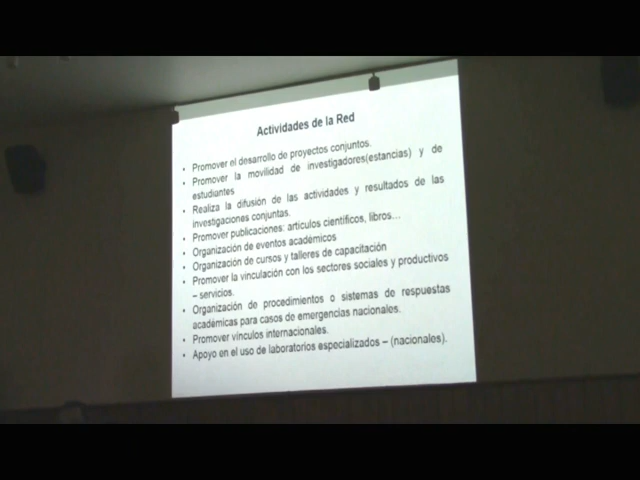 Actividades de la Red
• Promover el desarrollo de proyectos conjuntos.
• Promover la movilidad de investigadores(estancias) y de
estudiantes
• Realiza la difusión de las actividades y resultados de las
investigaciones conjuntas.
• Promover publicaciones: artículos científicos, libros...
• Organización de eventos académicos
• Organización de cursos y talleres de capacitación
• Promover la vinculación con los sectores sociales y productivos
– servicios.
• Organización de procedimientos o sistemas de respuestas
académicas para casos de emergencias nacionales.
• Promover vínculos internacionales.
• Apoyo en el uso de laboratorios especializados – (nacionales).